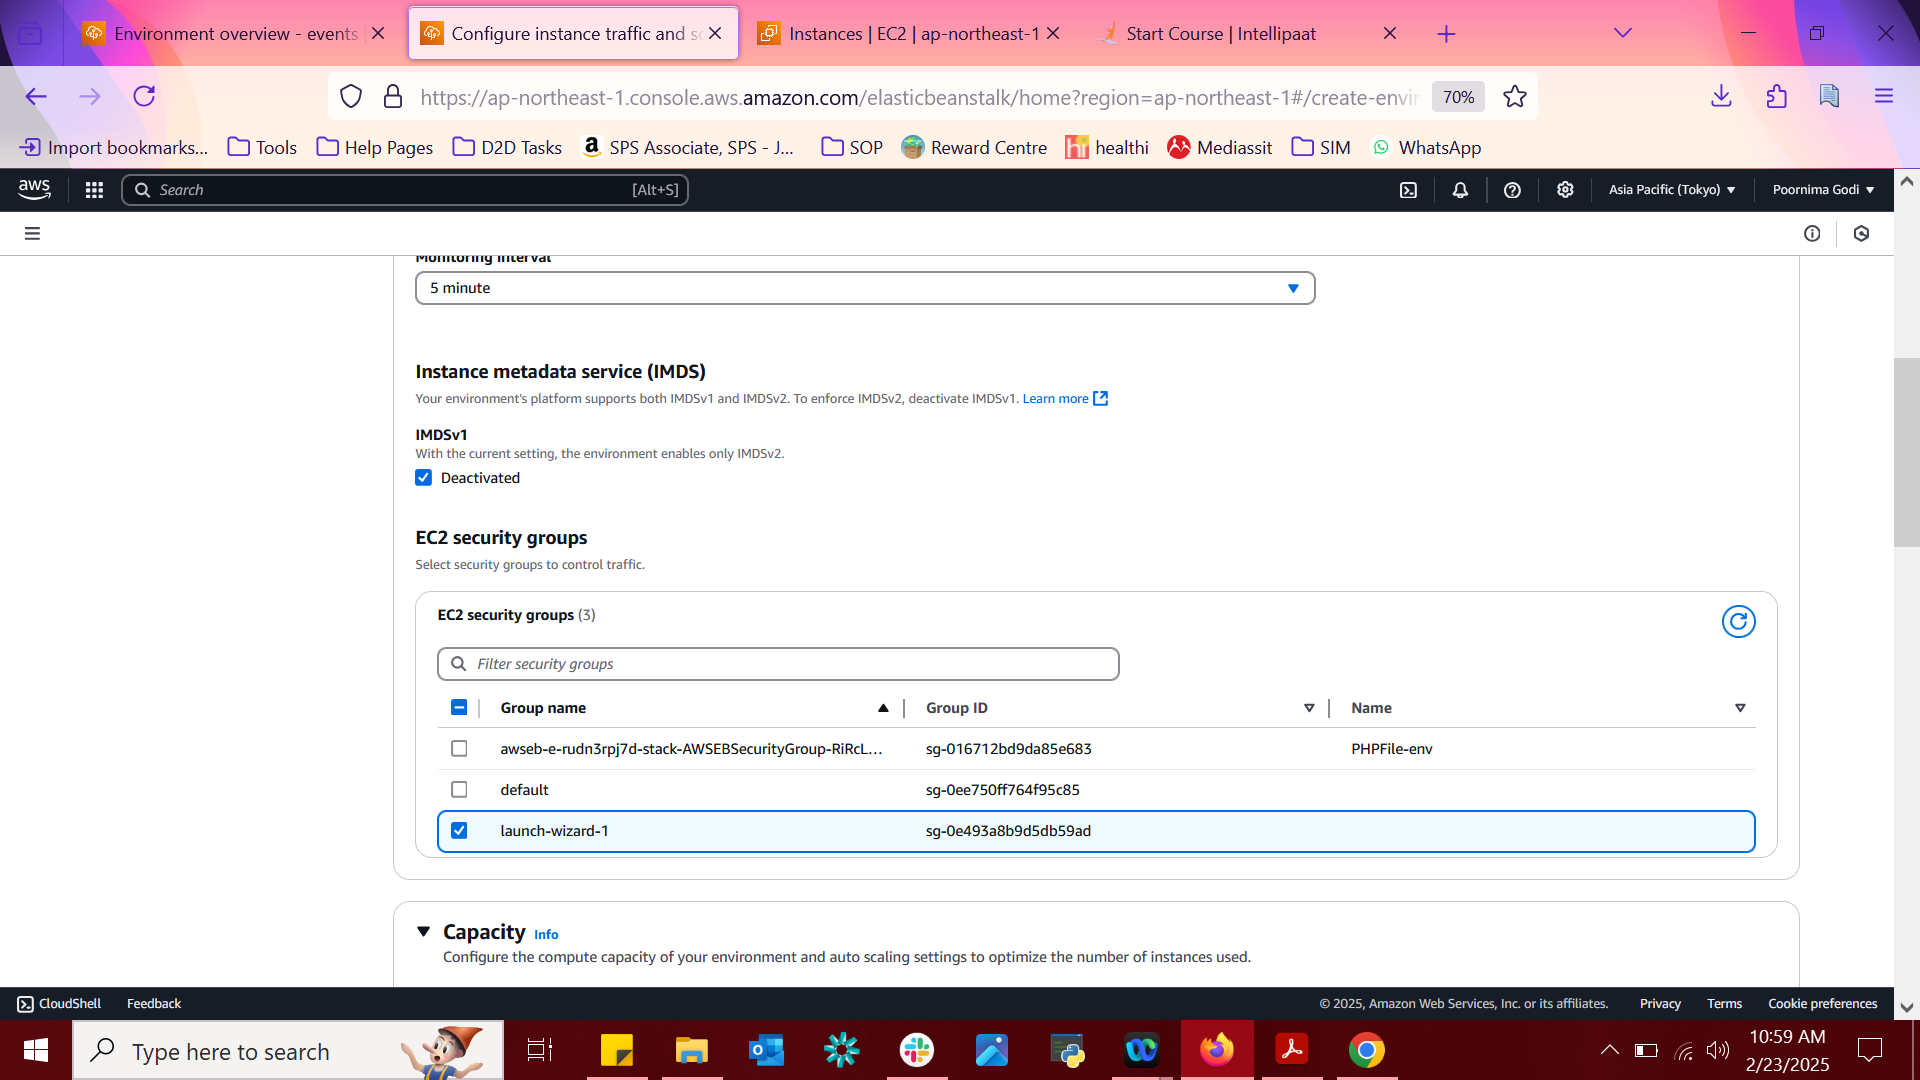 Environment overview - events
Configure instance traffic and sc
Instances | EC2 | ap-northeast-1
Start Course | Intellipaat
https://ap-northeast-1.console.aws.amazon.com/elasticbeanstalk/home?region=ap-northeast-1#/create-envir
70%
Import bookmarks...
Tools
Help Pages
D2D Tasks
SPS Associate, SPS - J...
SOP
Reward Centre
healthi
Mediassit
SIM
WhatsApp
aws
Search
[Alt+S]
Asia Pacific (Tokyo)
Poornima Godi
Monitoring interval
5 minute
Instance metadata service (IMDS)
Your environment's platform supports both IMDSv1 and IMDSv2. To enforce IMDSv2, deactivate IMDSv1. Learn more
IMDSv1
With the current setting, the environment enables only IMDSv2.
Deactivated
EC2 security groups
Select security groups to control traffic.
EC2 security groups (3)
Filter security groups
Group name
Group ID
Name
awseb-e-rudn3rpj7d-stack-AWSEBSecurityGroup-RiRcL...
sg-016712bd9da85e683
PHPFile-env
default
sg-0ee750ff764f95c85
launch-wizard-1
sg-0e493a8b9d5db59ad
Capacity Info
Configure the compute capacity of your environment and auto scaling settings to optimize the number of instances used.
CloudShell
Feedback
© 2025, Amazon Web Services, Inc. or its affiliates.
Privacy
Terms
Cookie preferences
Type here to search
10:59 AM
2/23/2025